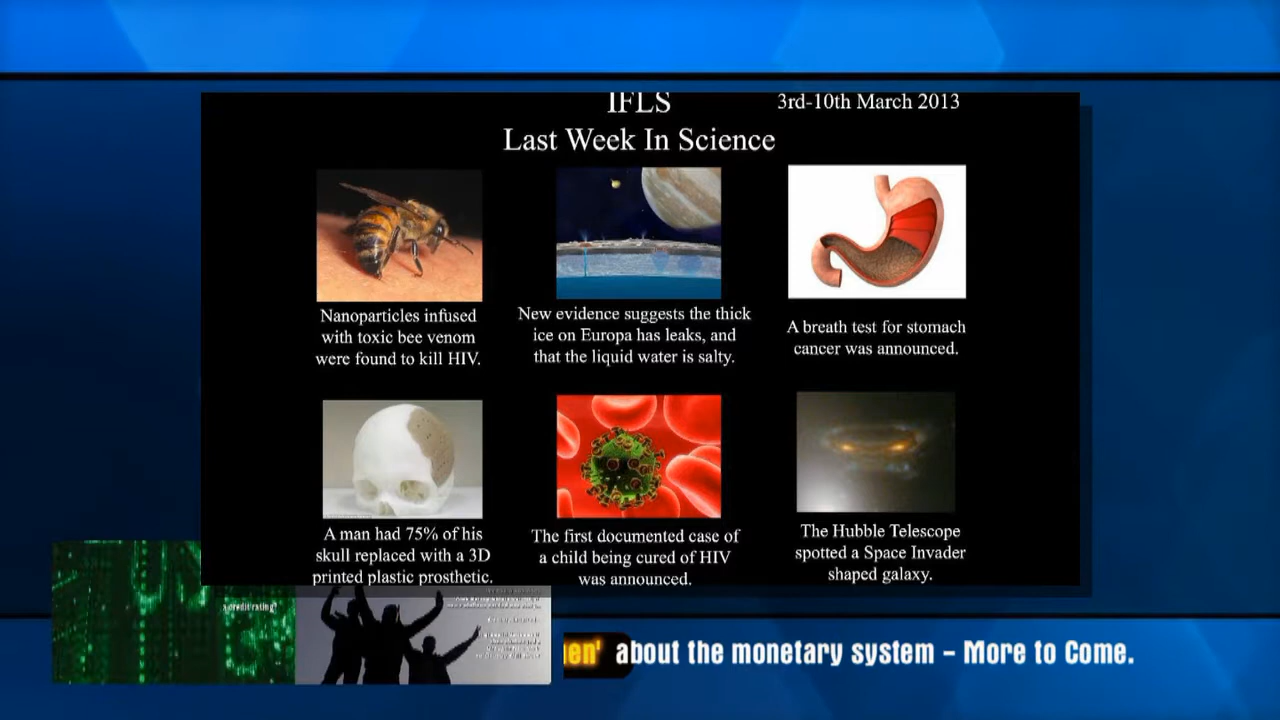 IFLS
3rd-10th March 2013
Last Week In Science
Nanoparticles infused
with toxic bee venom
were found to kill HIV.
New evidence suggests the thick
ice on Europa has leaks, and
that the liquid water is salty.
A breath test for stomach
cancer was announced.
A man had 75% of his
skull replaced with a 3D
printed plastic prosthetic.
The first documented case of
a child being cured of HIV
was announced.
The Hubble Telescope
spotted a Space Invader
shaped galaxy.
a credit rating?
en' about the monetary system – More to Come.